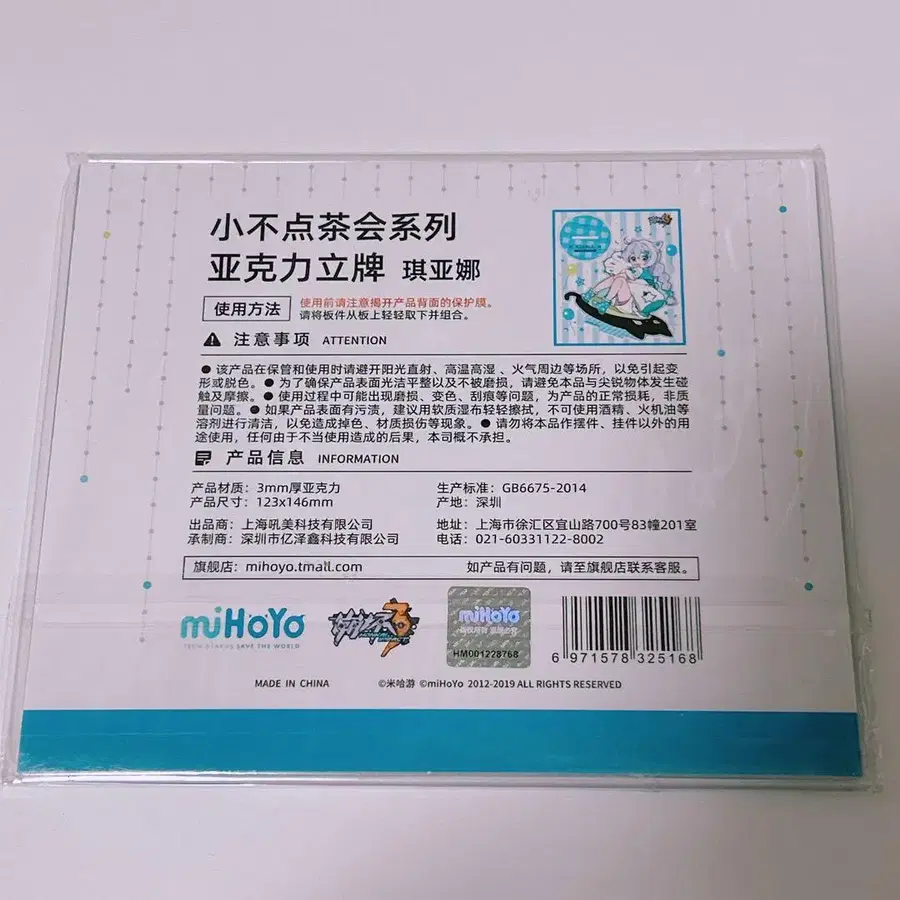 小不点茶会系列
亚克力立牌 琪亚娜
使用方法
使用前请注意揭开产品背面的保护膜。
请将板件从板上轻轻取下并组合。
注意事项 ATTENTION
● 该产品在保管和使用时请避开阳光直射、高温高湿、火气周边等场所，以免引起变
形或脱色。● 为了确保产品表面光洁平整以及不被磨损，请避免本品与尖锐物体发生碰
触及摩擦。● 使用过程中可能出现磨损、变色、刮痕等问题，为产品的正常损耗，非质
量问题。● 如果产品表面有污渍，建议用软质湿布轻轻擦拭，不可使用酒精、火机油等
溶剂进行清洁，以免造成掉色、材质损伤等现象。● 请勿将本品作摆件、挂件以外的用
途使用，任何由于不当使用造成的后果，本司概不承担。
产品信息 INFORMATION
产品材质：3mm厚亚克力
产品尺寸：123x146mm
生产标准：GB6675-2014
产地：深圳
出品商：上海吼美科技有限公司
承制商：深圳市亿泽鑫科技有限公司
地址：上海市徐汇区宜山路700号83幢201室
电话：021-60331122-8002
旗舰店：mihoyo.tmall.com
如产品有问题，请至旗舰店联系客服。
miHoYo
TECH OTAKUS SAVE THE WORLD
崩坏3
miHoYo
HM001228768
6 971578 325168
MADE IN CHINA
©米哈游 ©miHoYo 2012-2019 ALL RIGHTS RESERVED